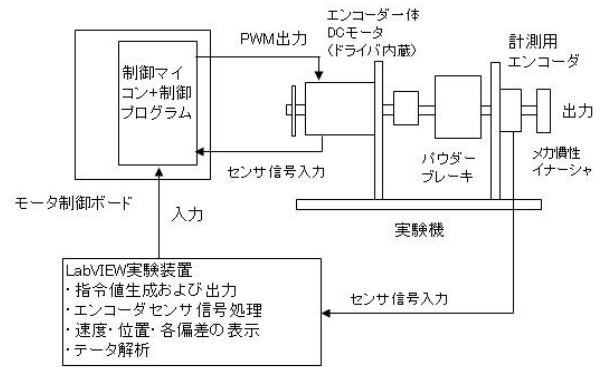 エンコーダー体
DCモータ
(ドライバ内蔵)
PWM出力
計測用
エンコーダ
制御マイ
コン+制御
プログラム
出力
センサ信号入力
パウダー
ブレーキ
メカ慣性
イナーシャ
モータ制御ボード
入力
実験機
LabVIEW実験装置
・指令値生成および出力
・エンコーダセンサ信号処理
・速度・位置・各偏差の表示
・テータ解析
センサ信号入力